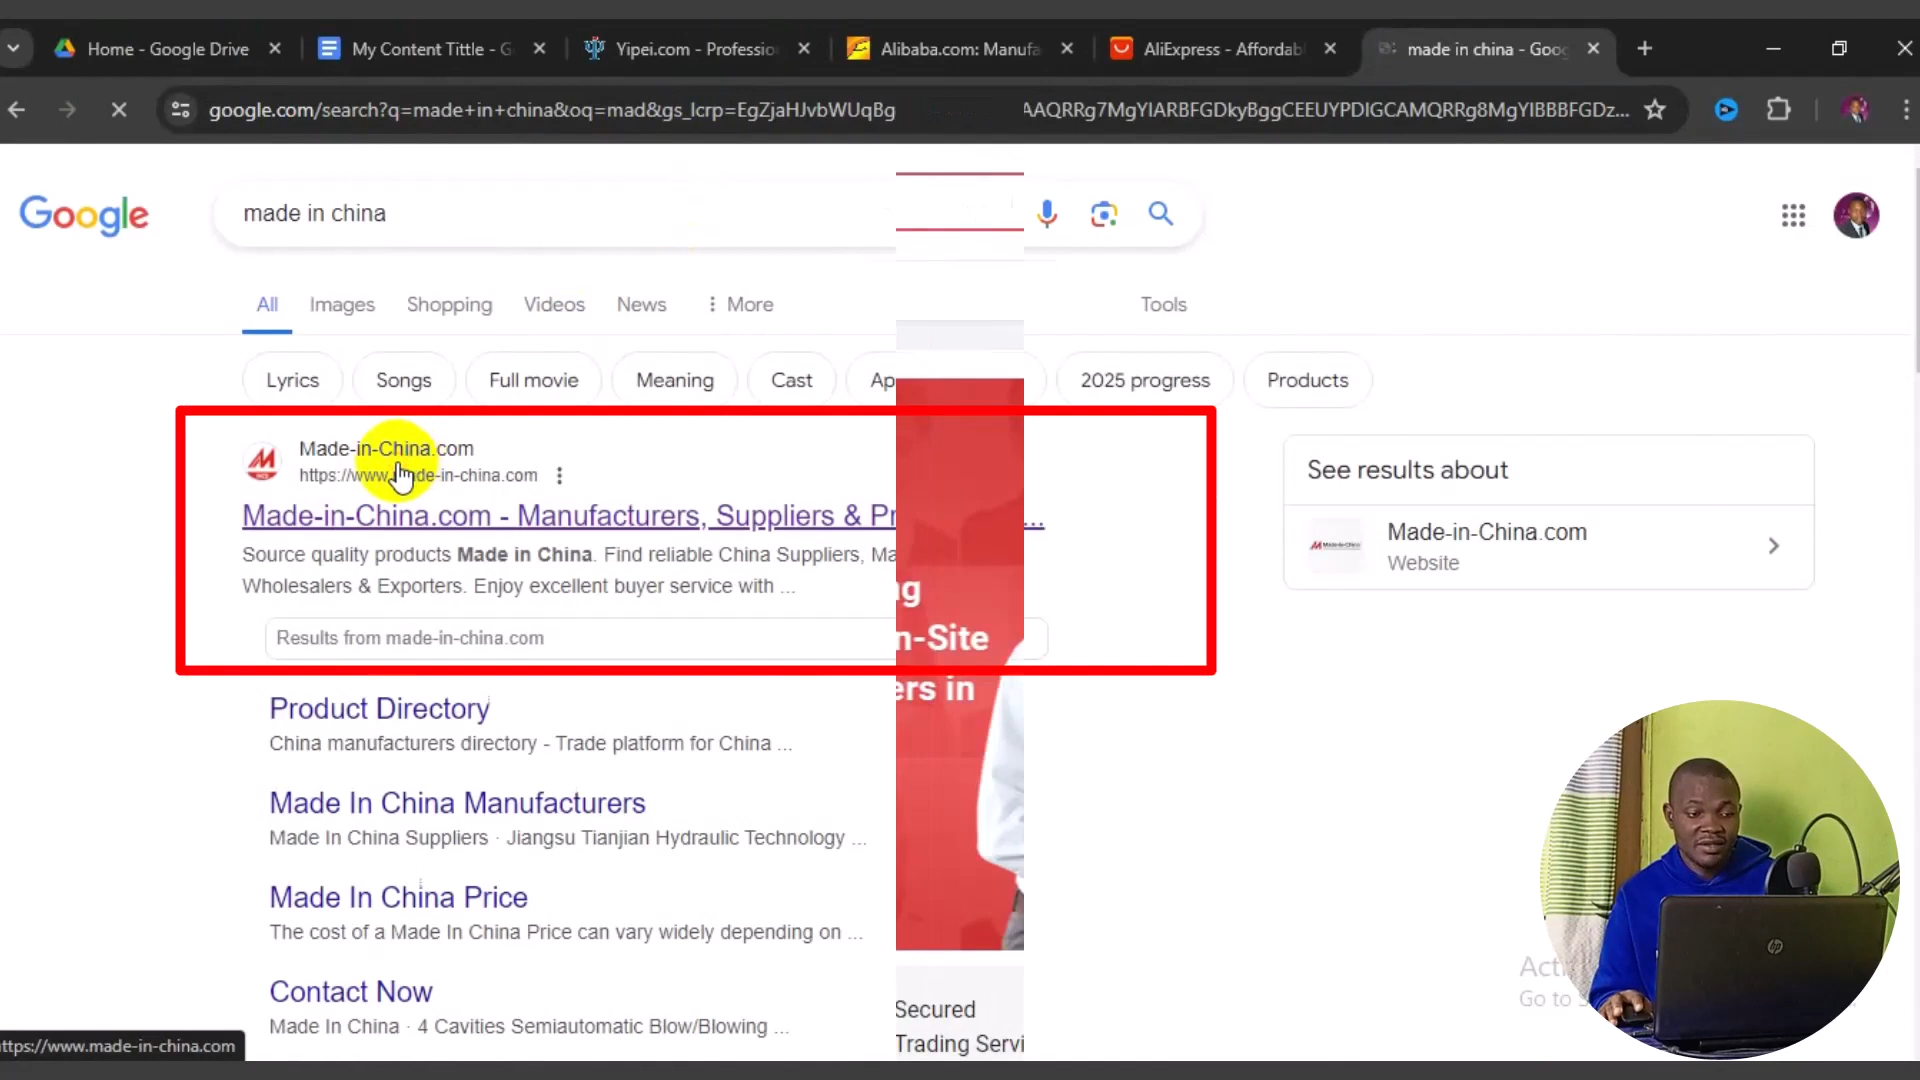 Home - Google Drive
My Content Tittle - G
Yipei.com - Professio
Alibaba.com: Manufa
AliExpress - Affordabl
made in china - Goog
google.com/search?q=made+in+china&oq=mad&gs_lcrp=EgZjaHJvbWUqBg
AAQRRg7MgYIARBFGDkyBggCEEUYPDIGCAMQRRg8MgYIBBBFGDz...
Google
made in china
All
Images
Shopping
Videos
News
More
Tools
Lyrics
Songs
Full movie
Meaning
Cast
Ap
2025 progress
Products
Made-in-China.com
https://www.made-in-china.com
Made-in-China.com - Manufacturers, Suppliers & Pr ...
Source quality products Made in China. Find reliable China Suppliers, Ma
Wholesalers & Exporters. Enjoy excellent buyer service with ...
Results from made-in-china.com
Product Directory
China manufacturers directory - Trade platform for China ...
Made In China Manufacturers
Made In China Suppliers · Jiangsu Tianjian Hydraulic Technology ...
Made In China Price
The cost of a Made In China Price can vary widely depending on ...
Contact Now
Made In China · 4 Cavities Semiautomatic Blow/Blowing ...
ng
n-Site
ers in
Secured
Trading Servi
See results about
Made-in-China.com
Website
Acti
Go to S
ttps://www.made-in-china.com
hp